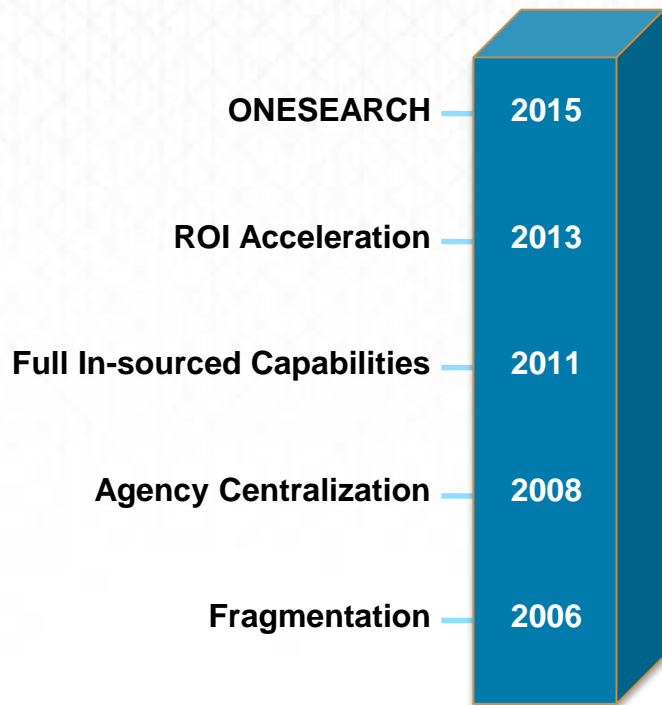 ONESEARCH 2015
ROI Acceleration 2013
Full In-sourced Capabilities 2011
Agency Centralization 2008
Fragmentation 2006